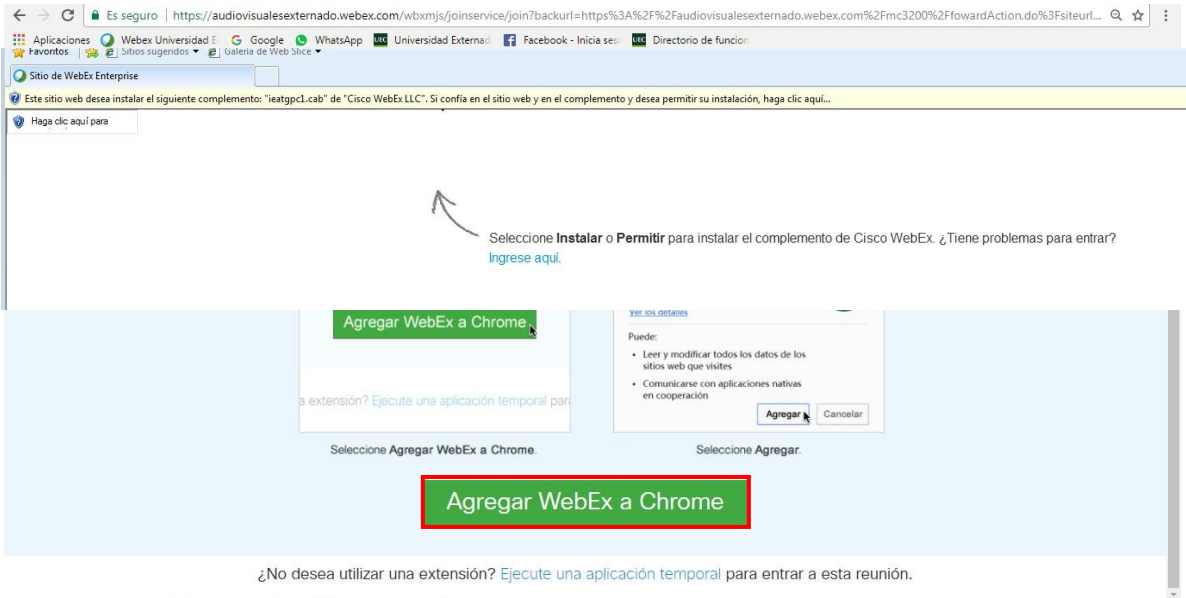 Es seguro | https://audiovisualesexternado.webex.com/wbxmjs/joinservice/join?backurl=https%3A%2F%2Faudiovisualesexternado.webex.com%2Fmc3200%2FfowardAction.do%3Fsiteurl...
Aplicaciones Webex Universidad E Google WhatsApp UEC Universidad Externad Facebook - Inicia ses UEC Directorio de funcion
Favoritos Sitios sugeridos Galería de Web Slice
Sitio de WebEx Enterprise
Este sitio web desea instalar el siguiente complemento: "ieatgpc1.cab" de "Cisco WebEx LLC". Si confía en el sitio web y en el complemento y desea permitir su instalación, haga clic aquí...
Haga clic aquí para
Seleccione Instalar o Permitir para instalar el complemento de Cisco WebEx. ¿Tiene problemas para entrar?
Ingrese aquí.
Agregar WebEx a Chrome
a extensión? Ejecute una aplicación temporal par
Seleccione Agregar WebEx a Chrome.
Ver los detalles
Puede:
• Leer y modificar todos los datos de los
sitios web que visites
• Comunicarse con aplicaciones nativas
en cooperación
Agregar Cancelar
Seleccione Agregar.
Agregar WebEx a Chrome
¿No desea utilizar una extensión? Ejecute una aplicación temporal para entrar a esta reunión.